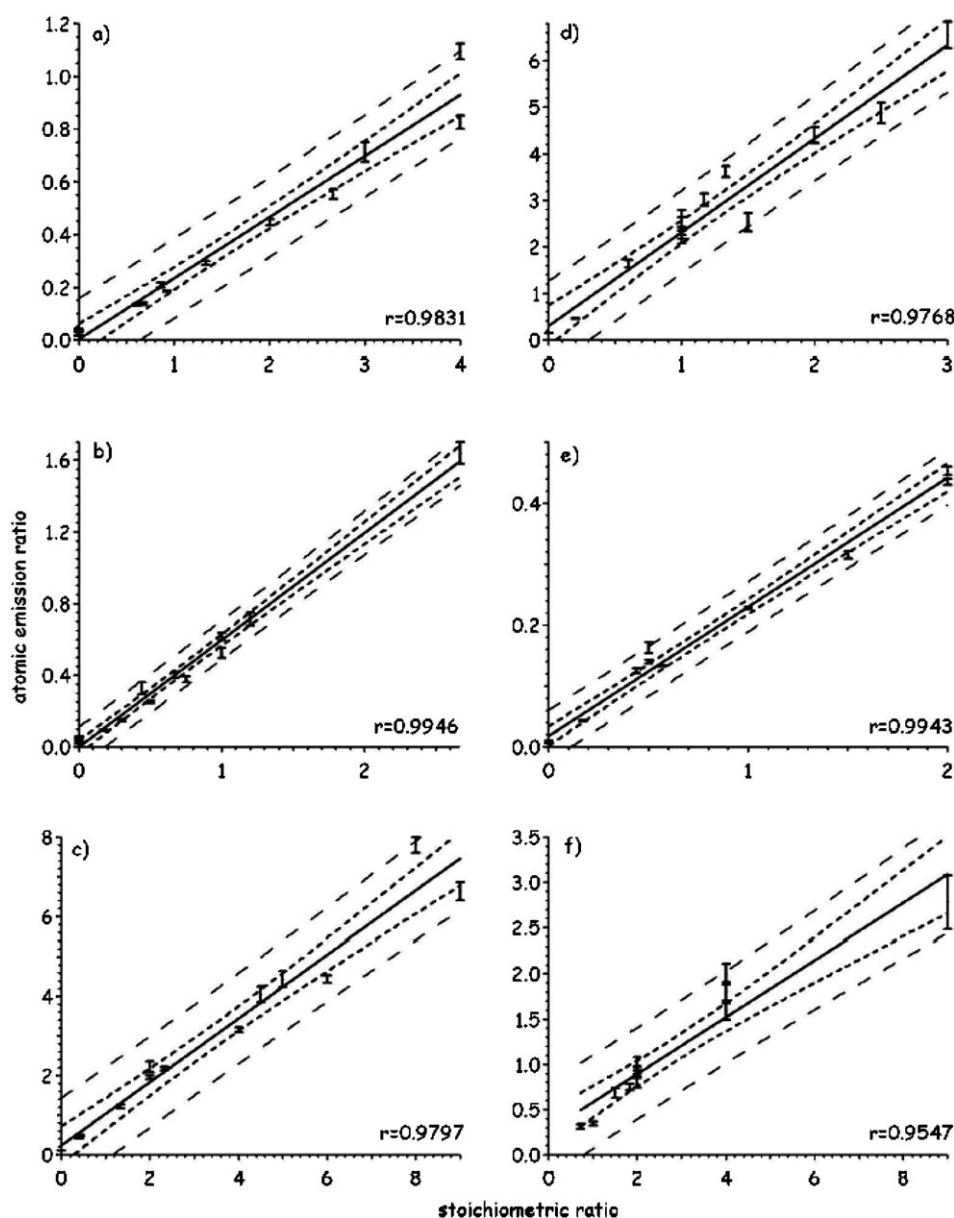 a)
1.2
1.0
0.8
0.6
0.4
0.2
0.0
r=0.9831
0 1 2 3 4
d)
6
5
4
3
2
1
0
r=0.9768
0 1 2 3
atomic emission ratio
b)
1.6
1.2
0.8
0.4
0.0
r=0.9946
0 1 2
e)
0.4
0.2
0.0
r=0.9943
0 1 2
c)
8
6
4
2
0
r=0.9797
0 2 4 6 8
f)
3.5
3.0
2.5
2.0
1.5
1.0
0.5
0.0
r=0.9547
0 2 4 6 8
stoichiometric ratio